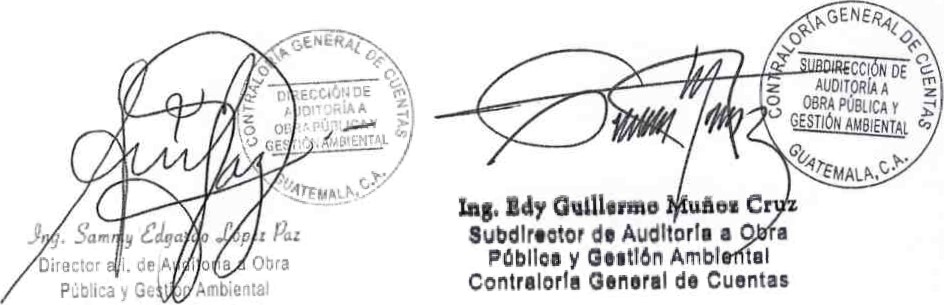 CONTRALORÍA GENERAL DE CUENTAS
DIRECCIÓN DE
AUDITORÍA A
OBRA PÚBLICA Y
GESTIÓN AMBIENTAL
GUATEMALA, C.A.
Ing. Sammy Edgardo López Paz
Director a.i. de Auditoría a Obra
Pública y Gestión Ambiental
CONTRALORÍA GENERAL DE CUENTAS
SUBDIRECCIÓN DE
AUDITORÍA A
OBRA PÚBLICA Y
GESTIÓN AMBIENTAL
GUATEMALA, C.A.
Ing. Edy Guillermo Muñoz Cruz
Subdirector de Auditoría a Obra
Pública y Gestión Ambiental
Contraloría General de Cuentas